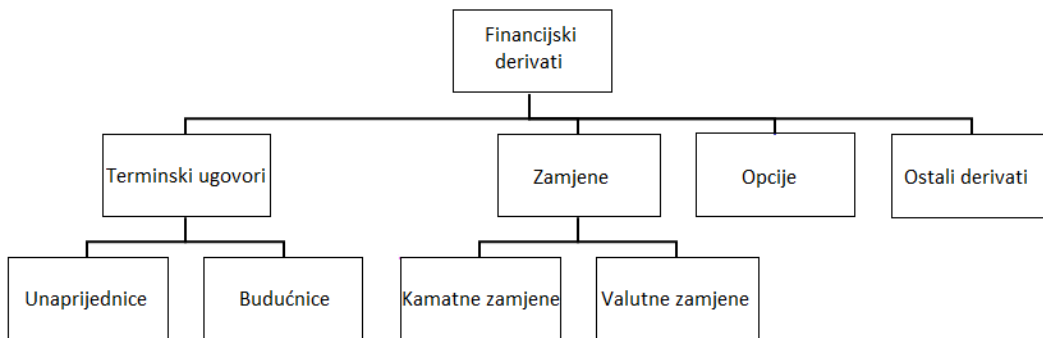 Financijski
derivati
Terminski ugovori
Zamjene
Opcije
Ostali derivati
Unaprijednice
Budućnice
Kamatne zamjene
Valutne zamjene